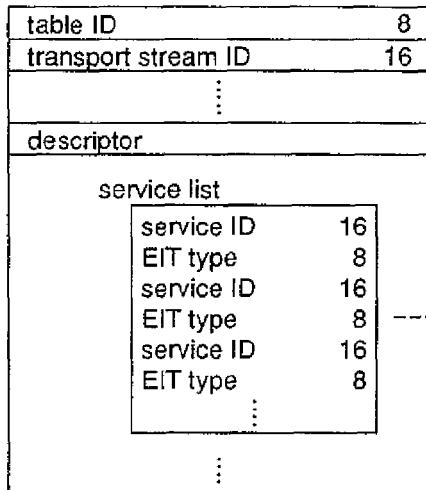 table ID 8
transport stream ID 16
descriptor
service list
service ID 16
EIT type 8
service ID 16
EIT type 8
service ID 16
EIT type 8